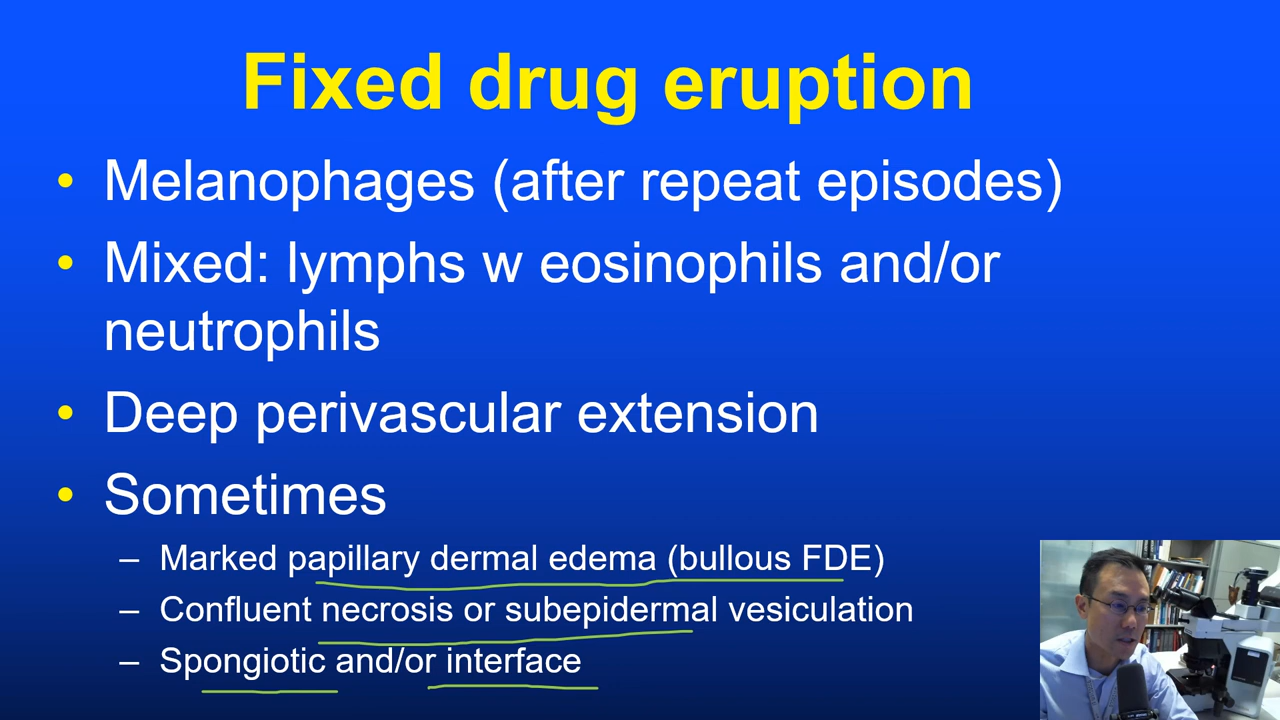 Fixed drug eruption
• Melanophages (after repeat episodes)
• Mixed: lymphs w eosinophils and/or
neutrophils
• Deep perivascular extension
• Sometimes
– Marked papillary dermal edema (bullous FDE)
– Confluent necrosis or subepidermal vesiculation
– Spongiotic and/or interface